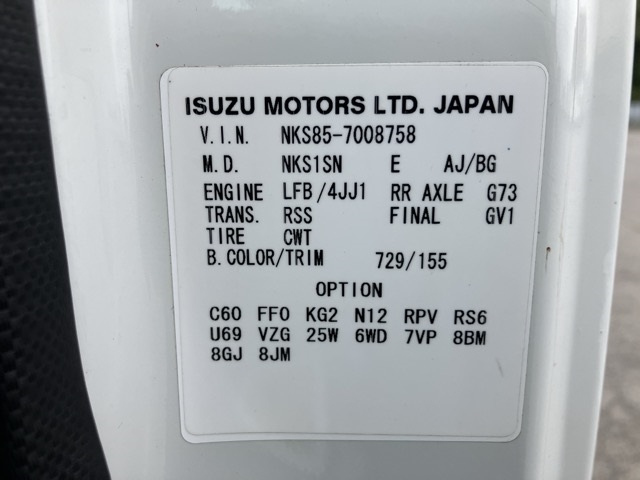 ISUZU MOTORS LTD. JAPAN
V.I.N. NKS85-7008758
M.D. NKS1SN E AJ/BG
ENGINE LFB/4JJ1 RR AXLE G73
TRANS. RSS FINAL GV1
TIRE CWT
B.COLOR/TRIM 729/155
OPTION
C60 FF0 KG2 N12 RPV RS6
U69 VZG 25W 6WD 7VP 8BM
8GJ 8JM